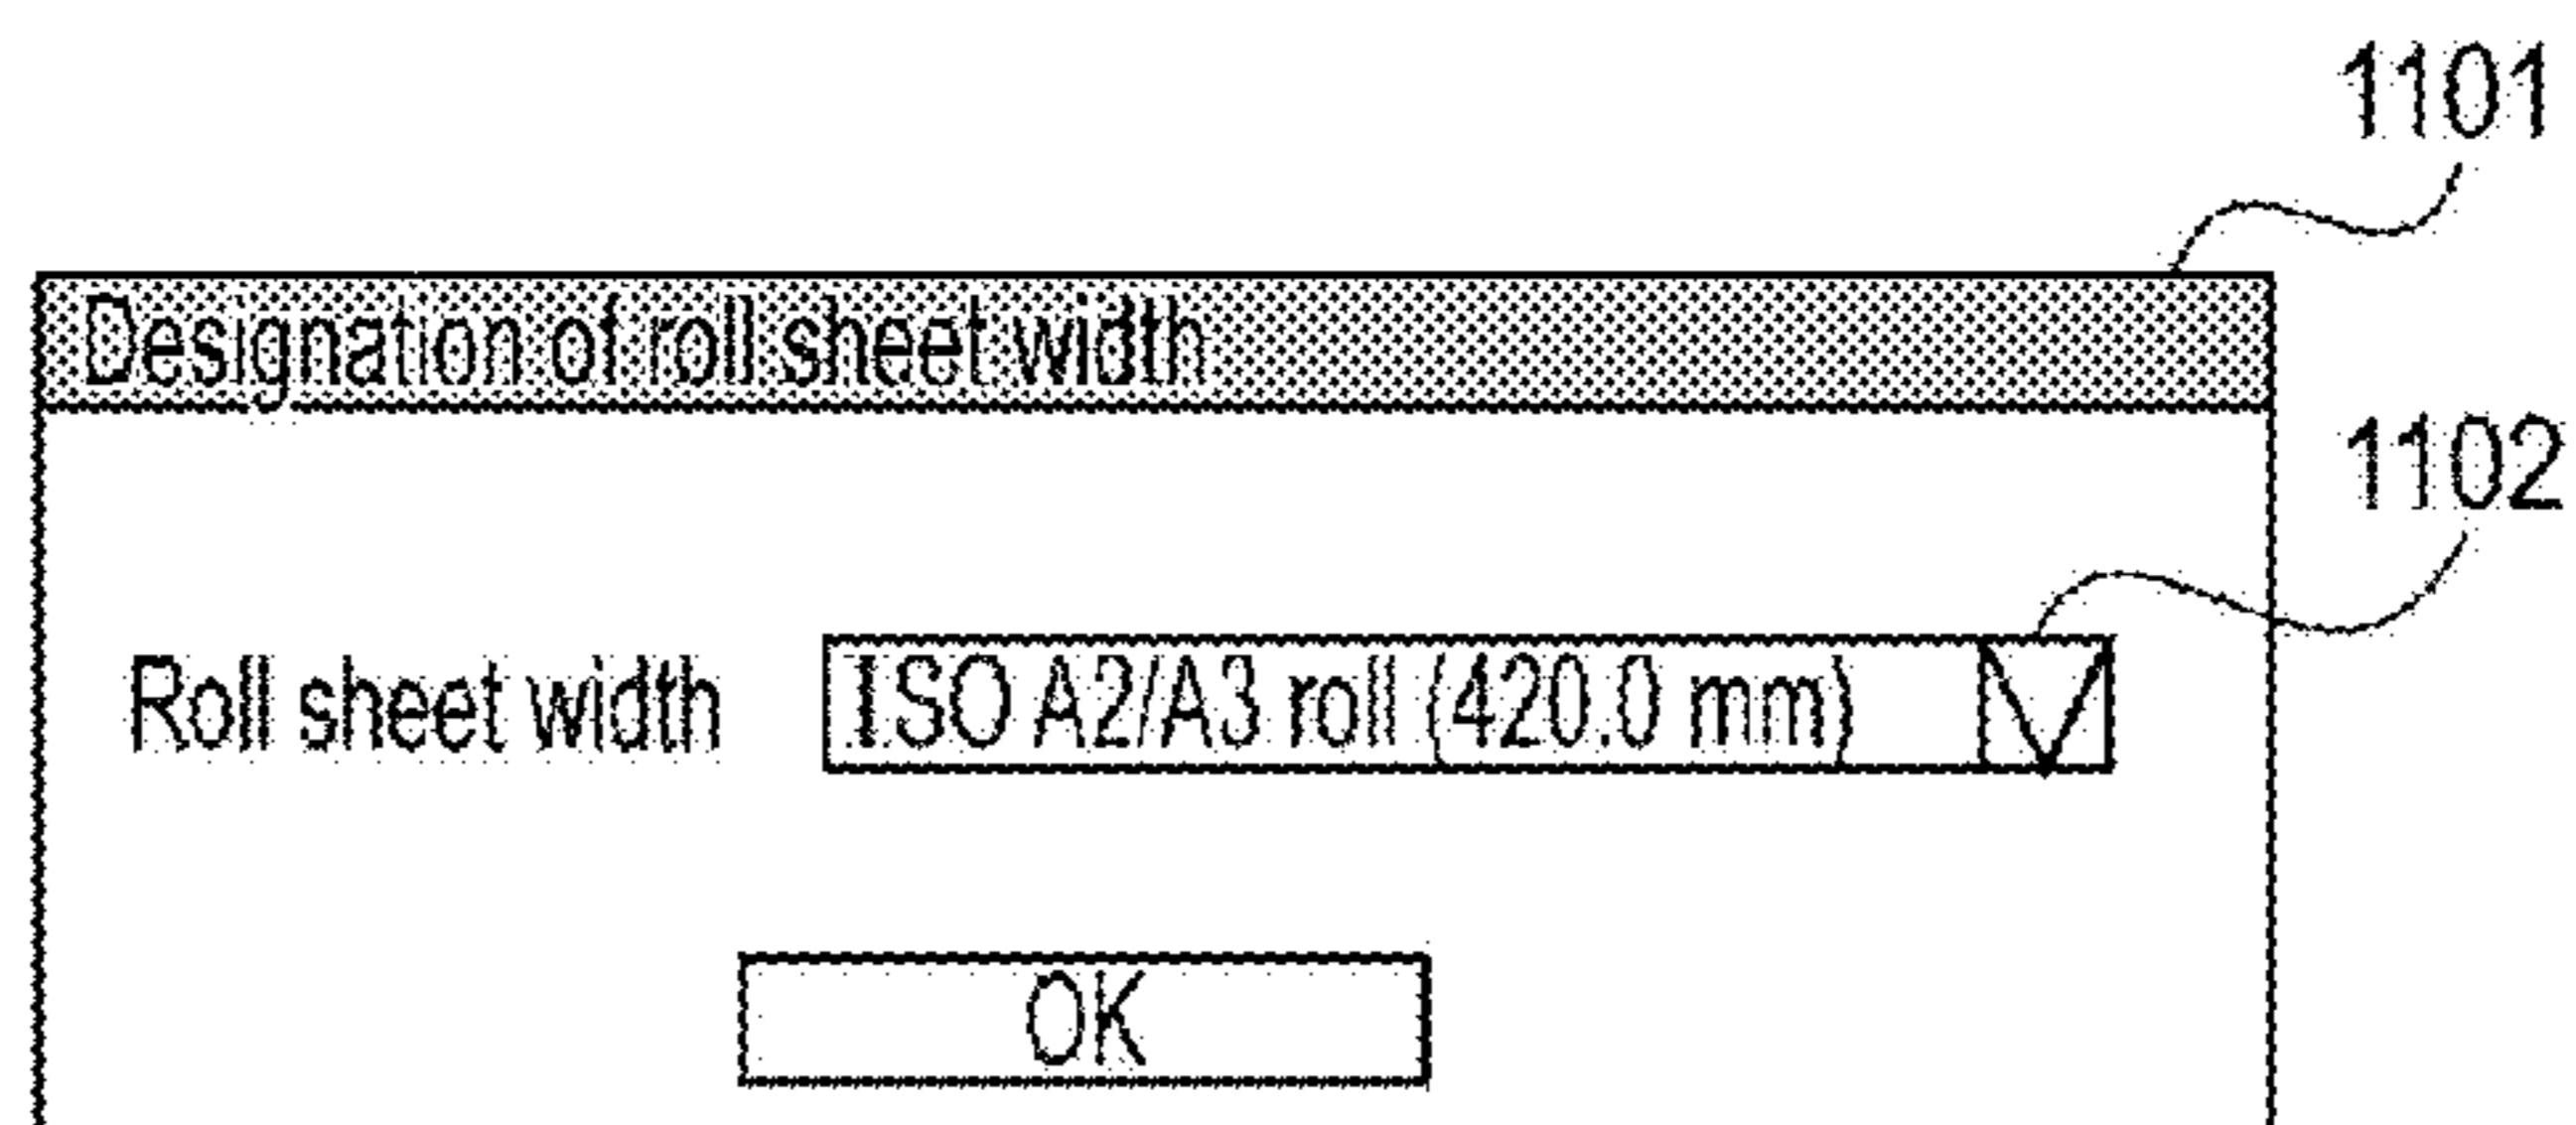 1101
Designation of roll sheet width
1102
Roll sheet width ISO A2/A3 roll (420.0 mm)
OK